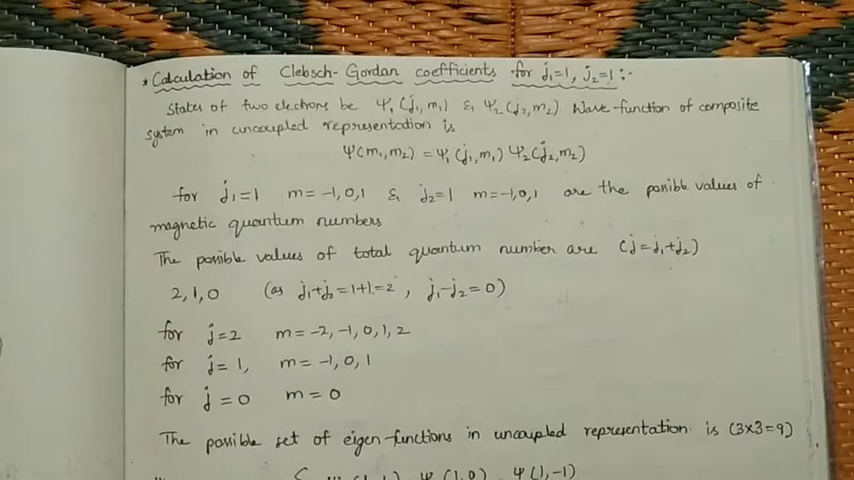 * Calculation of Clebsch-Gordan coefficients for j₁=1, j₂=1 :-
States of two electrons be Ψ₁(j₁,m₁) & Ψ₂(j₂,m₂) Wave-function of composite
system in uncoupled representation is
Ψ(m₁,m₂) = Ψ₁(j₁,m₁) Ψ₂(j₂,m₂)
for j₁=1 m=-1,0,1 & j₂=1 m=-1,0,1 are the possible values of
magnetic quantum numbers
The possible values of total quantum number are (j=j₁+j₂)
2,1,0 (as j₁+j₂=1+1=2, j₁-j₂=0)
for j=2 m=-2,-1,0,1,2
for j=1, m=-1,0,1
for j=0 m=0
The possible set of eigen-functions in uncoupled representation is (3x3=9)
Ψ(1,0) Ψ(1,-1)